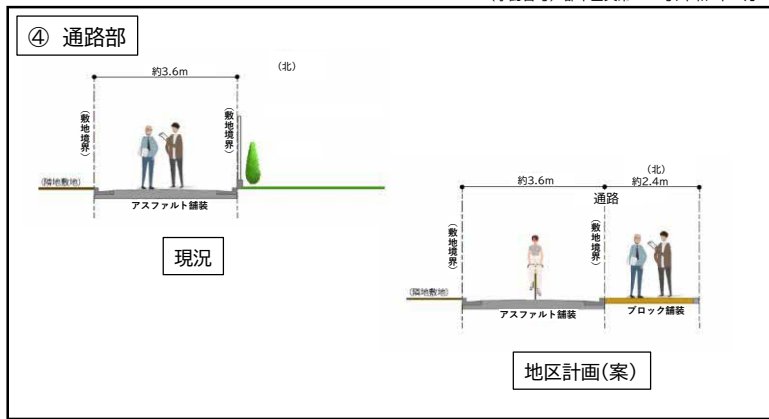 ④ 通路部
約3.6m
（北）
（敷地境界）
（敷地境界）
（隣地敷地）
アスファルト舗装
現況
（北）
約3.6m
約2.4m
通路
（敷地境界）
（敷地境界）
（隣地敷地）
アスファルト舗装
ブロック舗装
地区計画（案）